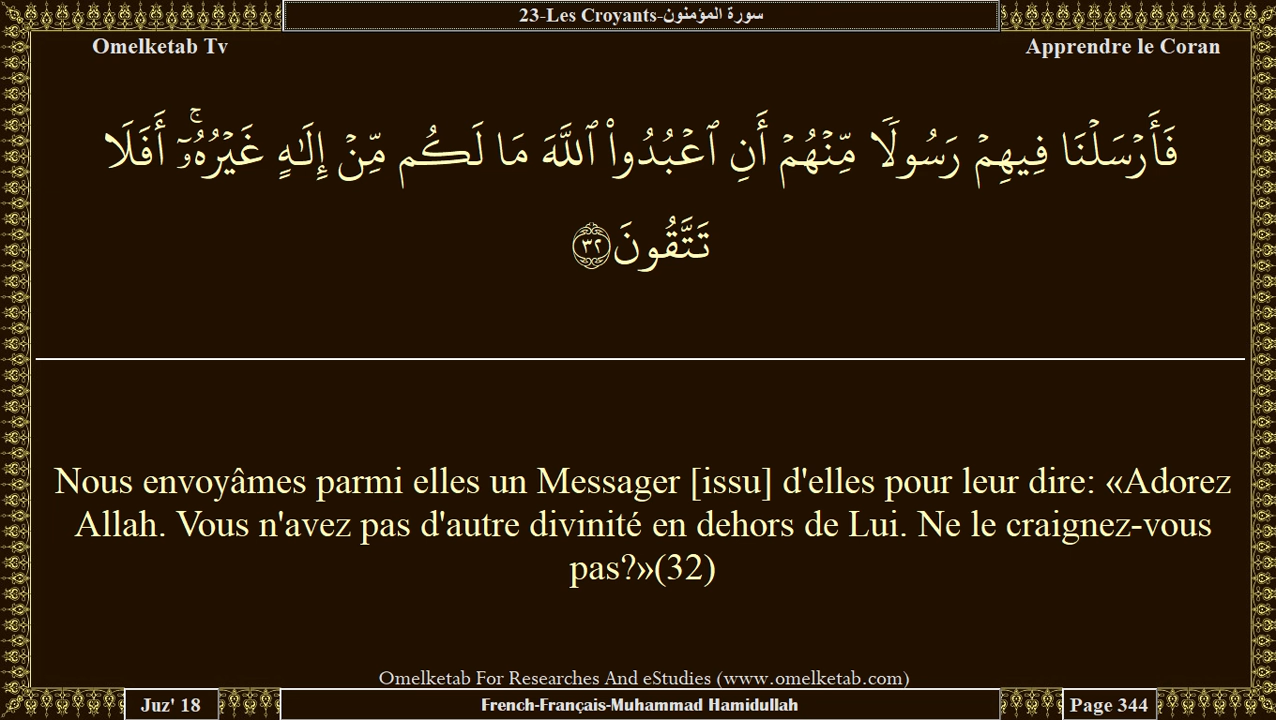 23-Les Croyants-سورة المؤمنون
Omelketab Tv
Apprendre le Coran
فَأَرۡسَلۡنَا فِيهِمۡ رَسُولٗا مِّنۡهُمۡ أَنِ ٱعۡبُدُواْ ٱللَّهَ مَا لَكُم مِّنۡ إِلَٰهٍ غَيۡرُهُۥٓۚ أَفَلَا
تَتَّقُونَ ٣٢
Nous envoyâmes parmi elles un Messager [issu] d'elles pour leur dire: «Adorez
Allah. Vous n'avez pas d'autre divinité en dehors de Lui. Ne le craignez-vous
pas?»(32)
Omelketab For Researches And eStudies (www.omelketab.com)
Juz' 18
French-Français-Muhammad Hamidullah
Page 344